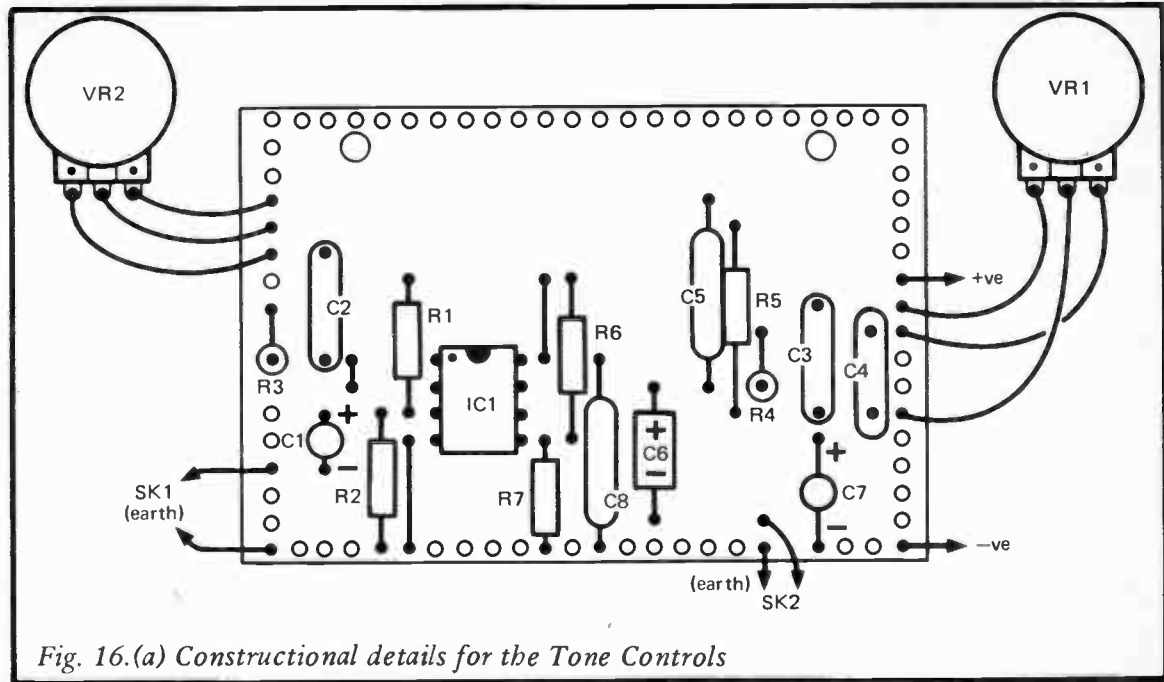 VR2
VR1
C2
R1
R6
C5
R5
+ve
C3
C4
R3
IC1
R4
C1
+
−
R2
R7
C8
+
C6
−
+
C7
−
SK1
(earth)
−ve
(earth)
SK2
Fig. 16.(a) Constructional details for the Tone Controls